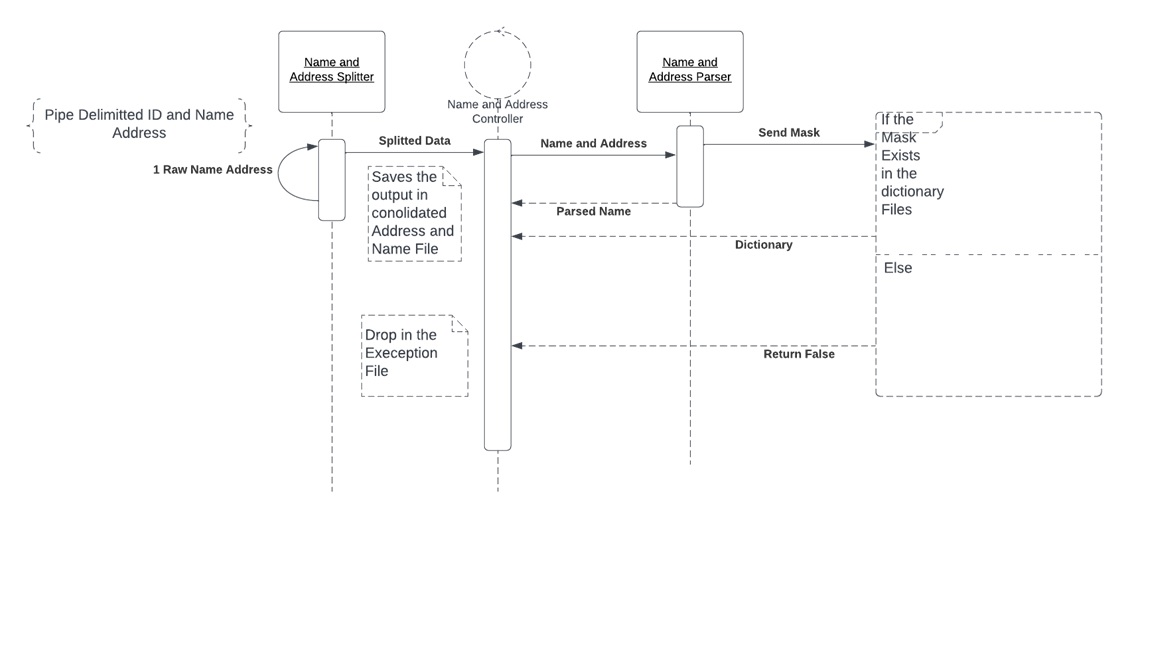 Name and
Address Splitter
Name and Address
Controller
Name and
Address Parser
Pipe Delimitted ID and Name
Address
1 Raw Name Address
Splitted Data
Name and Address
Send Mask
If the
Mask
Exists
in the
dictionary
Files
Saves the
output in
conolidated
Address and
Name File
Parsed Name
Dictionary
Else
Drop in the
Exeception
File
Return False